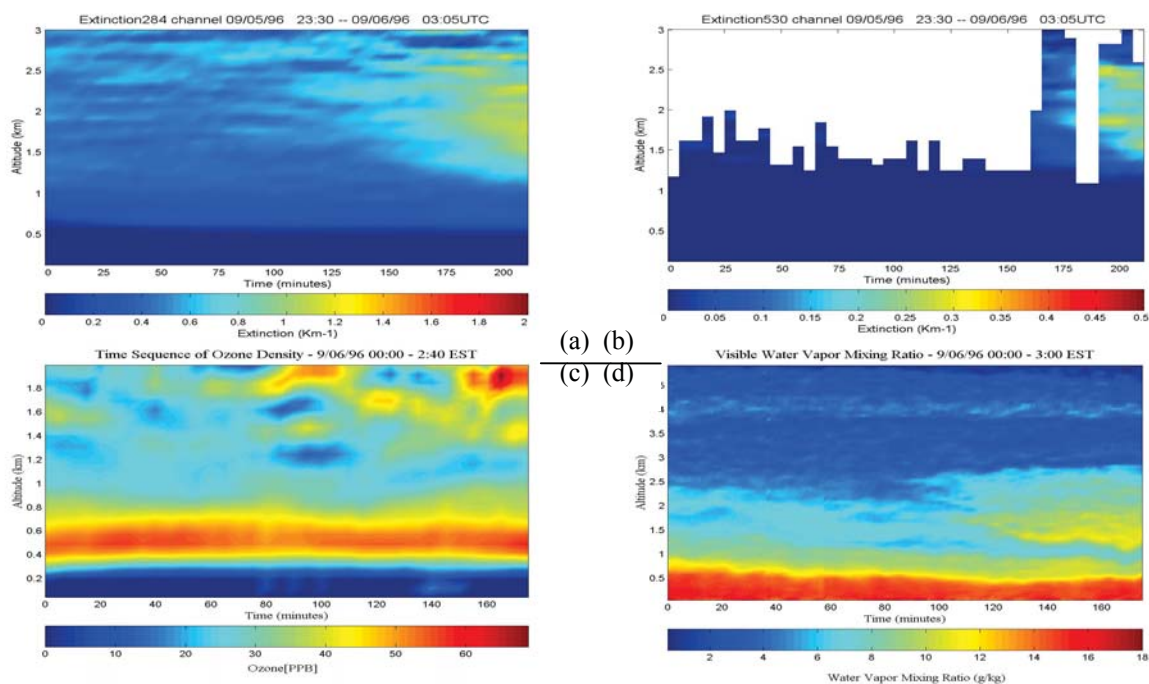 Extinction284 channel 09/05/96 23:30 -- 09/06/96 03:05UTC
3
2.5
2
1.5
1
0.5
Altitude (km)
0 25 50 75 100 125 150 175 200
Time (minutes)
0 0.2 0.4 0.6 0.8 1 1.2 1.4 1.6 1.8 2
Extinction (Km-1)
Extinction530 channel 09/05/96 23:30 -- 09/06/96 03:05UTC
3
2.5
2
1.5
1
0.5
Altitude (km)
0 25 50 75 100 125 150 175 200
Time (minutes)
0 0.05 0.1 0.15 0.2 0.25 0.3 0.35 0.4 0.45 0.5
Extinction (Km-1)
(a) (b)
(c) (d)
Time Sequence of Ozone Density - 9/06/96 00:00 - 2:40 EST
1.8
1.6
1.4
1.2
1
0.8
0.6
0.4
0.2
Altitude (km)
0 20 40 60 80 100 120 140 160
Time (minutes)
0 10 20 30 40 50 60
Ozone[PPB]
Visible Water Vapor Mixing Ratio - 9/06/96 00:00 - 3:00 EST
3.5
3
2.5
2
1.5
1
0.5
Altitude (km)
0 20 40 60 80 100 120 140 160
Time (minutes)
2 4 6 8 10 12 14 16 18
Water Vapor Mixing Ratio (g/kg)